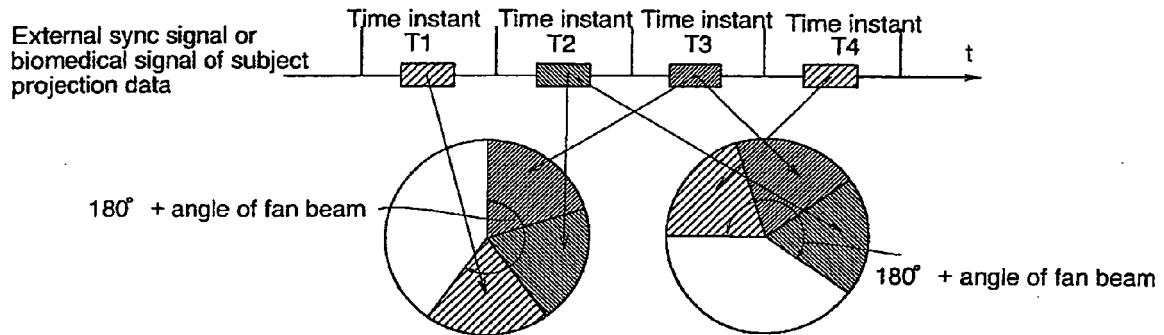 External sync signal or
biomedical signal of subject
projection data
Time instant
T1
Time instant
T2
Time instant
T3
Time instant
T4
t
180° + angle of fan beam
180° + angle of fan beam